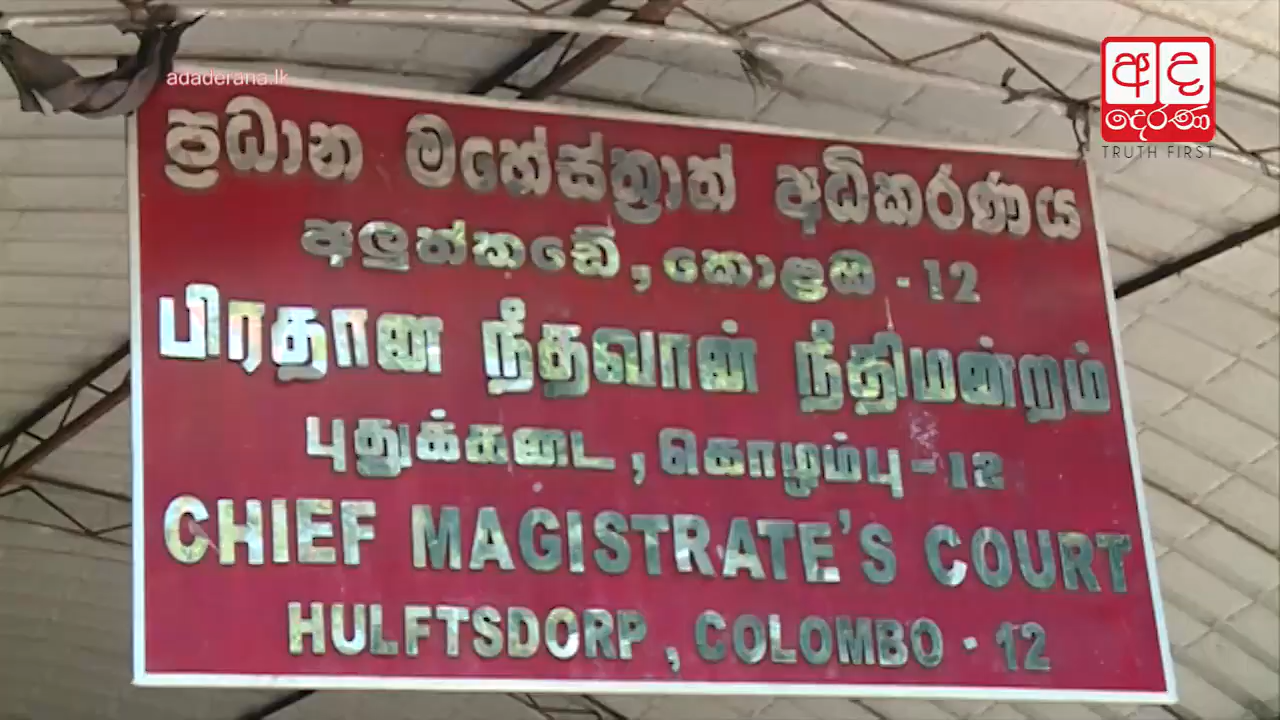 adaderana.lk
අද
දෙරණ
TRUTH FIRST
ප්‍රධාන මහේස්ත්‍රාත් අධිකරණය
අලුත්කඩේ, කොළඹ - 12
பிரதான நீதவான் நீதிமன்றம்
புதுக்கடை, கொழும்பு - 12
CHIEF MAGISTRATE'S COURT
HULFTSDORP, COLOMBO - 12